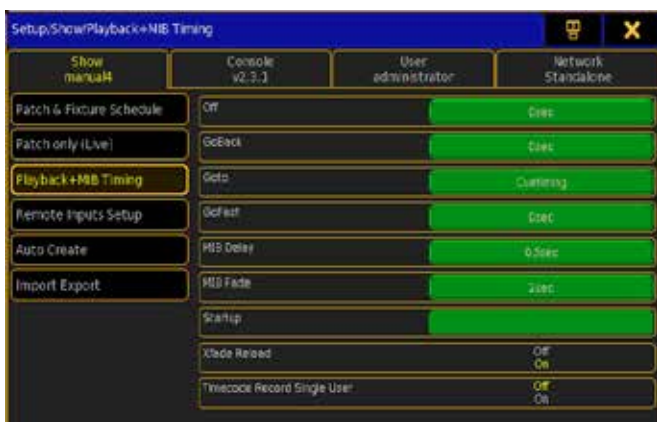 Setup/Show/Playback+MIB Timing
Show
manual4
Console
v2.3.1
User
administrator
Network
Standalone
Patch & Fixture Schedule
Off
0sec
Patch only (Live)
GoBack
0sec
Playback+MIB Timing
Goto
CueTiming
Remote Inputs Setup
GoFast
0sec
Auto Create
MIB Delay
0.5sec
Import Export
MIB Fade
2sec
Startup
Xfade Reload
Off
On
Timecode Record Single User
Off
On